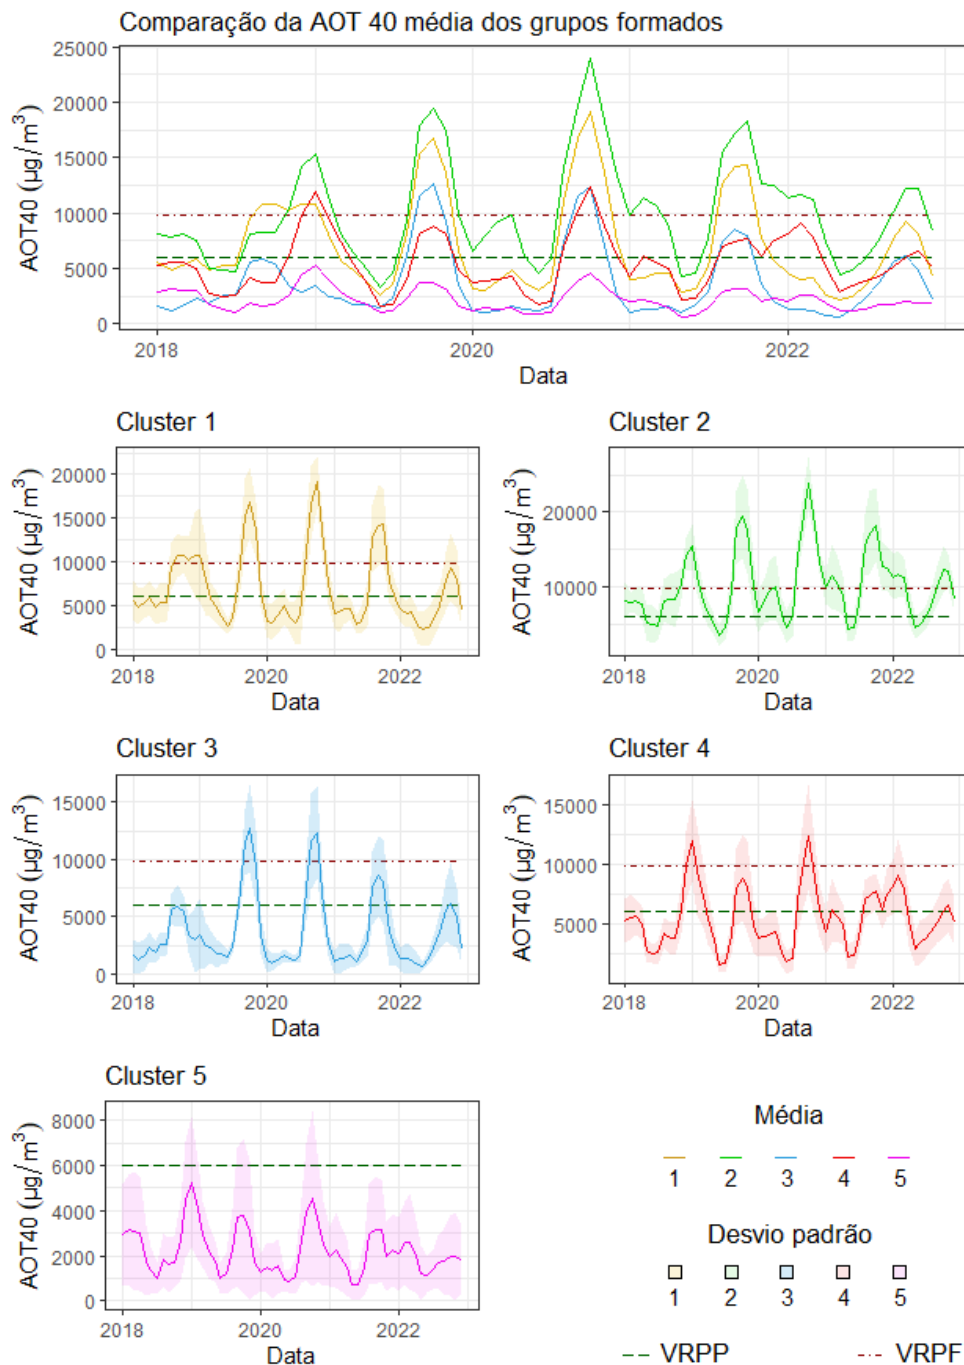 Comparação da AOT 40 média dos grupos formados
25000
20000
15000
10000
5000
0
AOT40 (µg/m³)
2018 2020 2022
Data
Cluster 1
20000
15000
10000
5000
0
AOT40 (µg/m³)
2018 2020 2022
Data
Cluster 2
20000
10000
AOT40 (µg/m³)
2018 2020 2022
Data
Cluster 3
15000
10000
5000
0
AOT40 (µg/m³)
2018 2020 2022
Data
Cluster 4
15000
10000
5000
AOT40 (µg/m³)
2018 2020 2022
Data
Cluster 5
8000
6000
4000
2000
0
AOT40 (µg/m³)
2018 2020 2022
Data
Média
1 2 3 4 5
Desvio padrão
1 2 3 4 5
VRPP VRPF